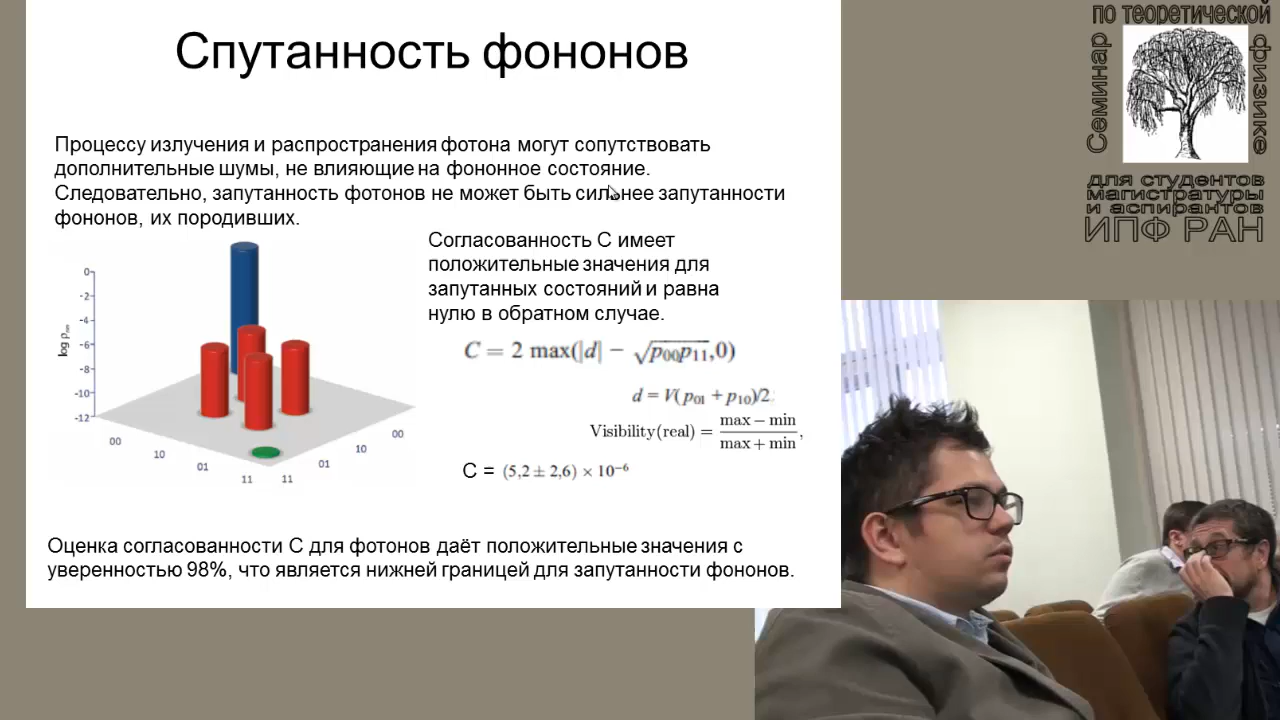 Спутанность фононов
Процессу излучения и распространения фотона могут сопутствовать
дополнительные шумы, не влияющие на фононное состояние.
Следовательно, запутанность фотонов не может быть сильнее запутанности
фононов, их породивших.
0
-2
-4
-6
-8
-10
-12
log pₘₙ
00
10
01
11
11
01
10
00
Согласованность С имеет
положительные значения для
запутанных состояний и равна
нулю в обратном случае.
C = 2 max(|d| − √p₀₀p₁₁,0)
d = V(p₀₁ + p₁₀)/2
Visibility(real) = (max − min)/(max + min),
C = (5,2 ± 2,6) × 10⁻⁶
Оценка согласованности С для фотонов даёт положительные значения с
уверенностью 98%, что является нижней границей для запутанности фононов.
Семинар
по теоретической
физике
для студентов
магистратуры
и аспирантов
ИПФ РАН